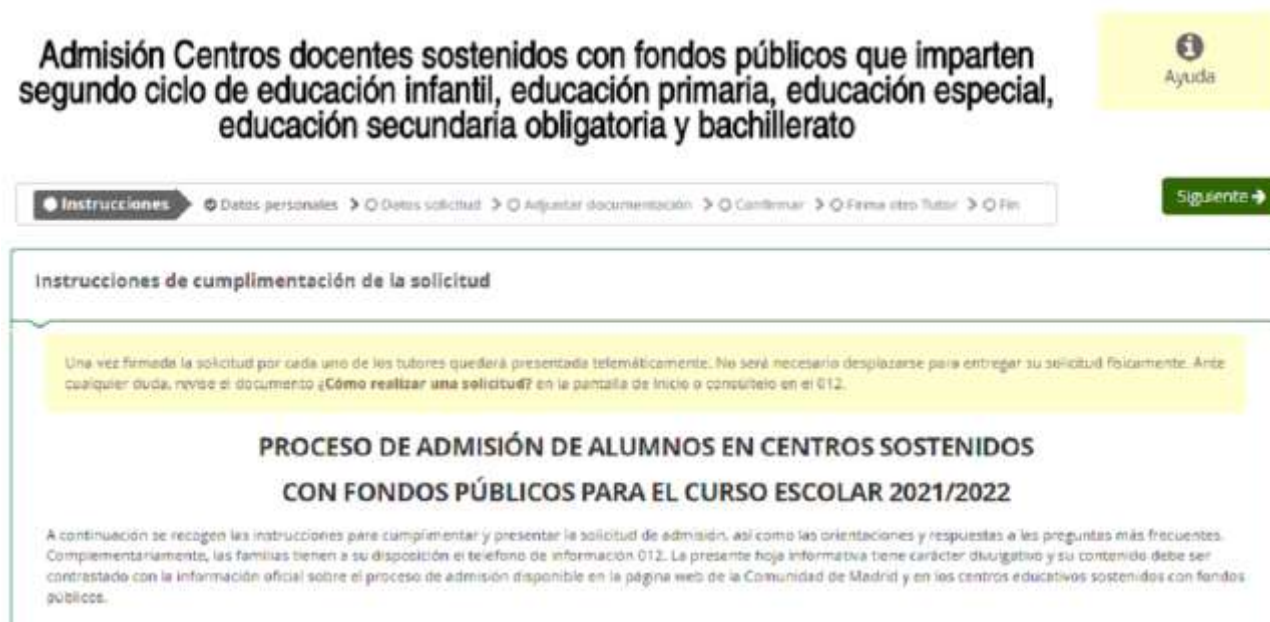 Admisión Centros docentes sostenidos con fondos públicos que imparten
segundo ciclo de educación infantil, educación primaria, educación especial,
educación secundaria obligatoria y bachillerato
Ayuda
Instrucciones Datos personales Datos solicitud Adjuntar documentación Confirmar Firma otro Tutor Fin
Siguiente
Instrucciones de cumplimentación de la solicitud
Una vez firmada la solicitud por cada uno de los tutores quedará presentada telemáticamente. No será necesario desplazarse para entregar su solicitud físicamente. Ante
cualquier duda, revise el documento ¿Cómo realizar una solicitud? en la pantalla de Inicio o consúltelo en el 012.
PROCESO DE ADMISIÓN DE ALUMNOS EN CENTROS SOSTENIDOS
CON FONDOS PÚBLICOS PARA EL CURSO ESCOLAR 2021/2022
A continuación se recogen las instrucciones para cumplimentar y presentar la solicitud de admisión, así como las orientaciones y respuestas a las preguntas más frecuentes.
Complementariamente, las familias tienen a su disposición el teléfono de información 012. La presente hoja informativa tiene carácter divulgativo y su contenido debe ser
contrastado con la información oficial sobre el proceso de admisión disponible en la página web de la Comunidad de Madrid y en los centros educativos sostenidos con fondos
públicos.